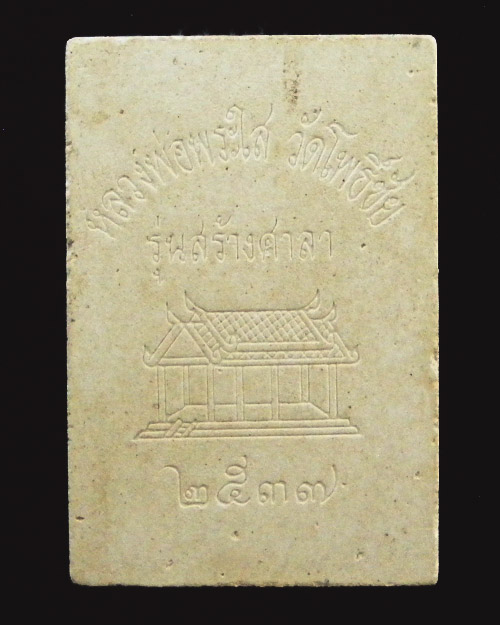 หลวงพ่อพระใส วัดโพธิ์ชัย
รุ่นสร้างศาลา
๒๕๓๗